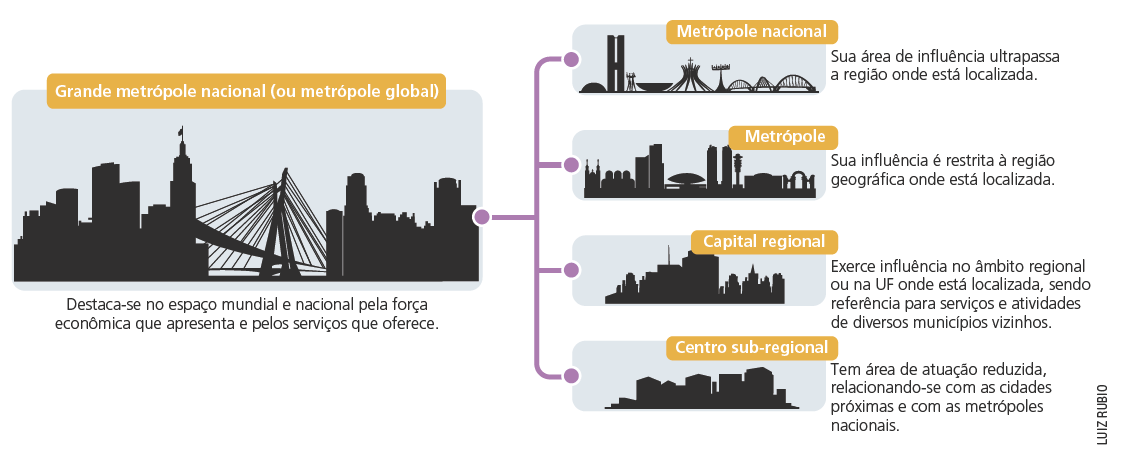 Grande metrópole nacional (ou metrópole global)
Destaca-se no espaço mundial e nacional pela força
econômica que apresenta e pelos serviços que oferece.
Metrópole nacional
Sua área de influência ultrapassa
a região onde está localizada.
Metrópole
Sua influência é restrita à região
geográfica onde está localizada.
Capital regional
Exerce influência no âmbito regional
ou na UF onde está localizada, sendo
referência para serviços e atividades
de diversos municípios vizinhos.
Centro sub-regional
Tem área de atuação reduzida,
relacionando-se com as cidades
próximas e com as metrópoles
nacionais.
LUIZ RUBIO